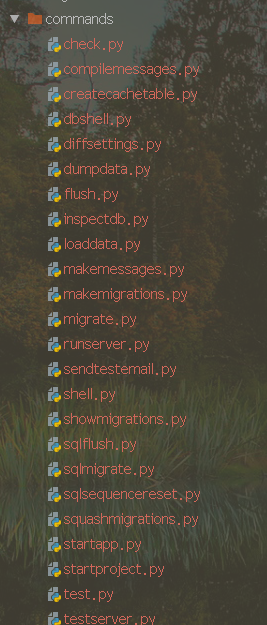 commands
check.py
compilemessages.py
createcachetable.py
dbshell.py
diffsettings.py
dumpdata.py
flush.py
inspectdb.py
loaddata.py
makemessages.py
makemigrations.py
migrate.py
runserver.py
sendtestemail.py
shell.py
showmigrations.py
sqlflush.py
sqlmigrate.py
sqlsequencereset.py
squashmigrations.py
startapp.py
startproject.py
test.py
testserver.py